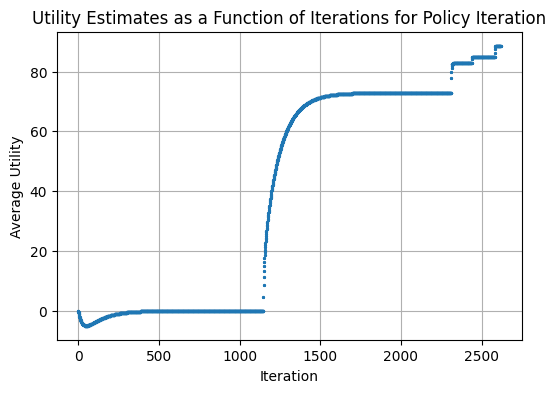 Utility Estimates as a Function of Iterations for Policy Iteration
80
60
40
20
0
Average Utility
0 500 1000 1500 2000 2500
Iteration